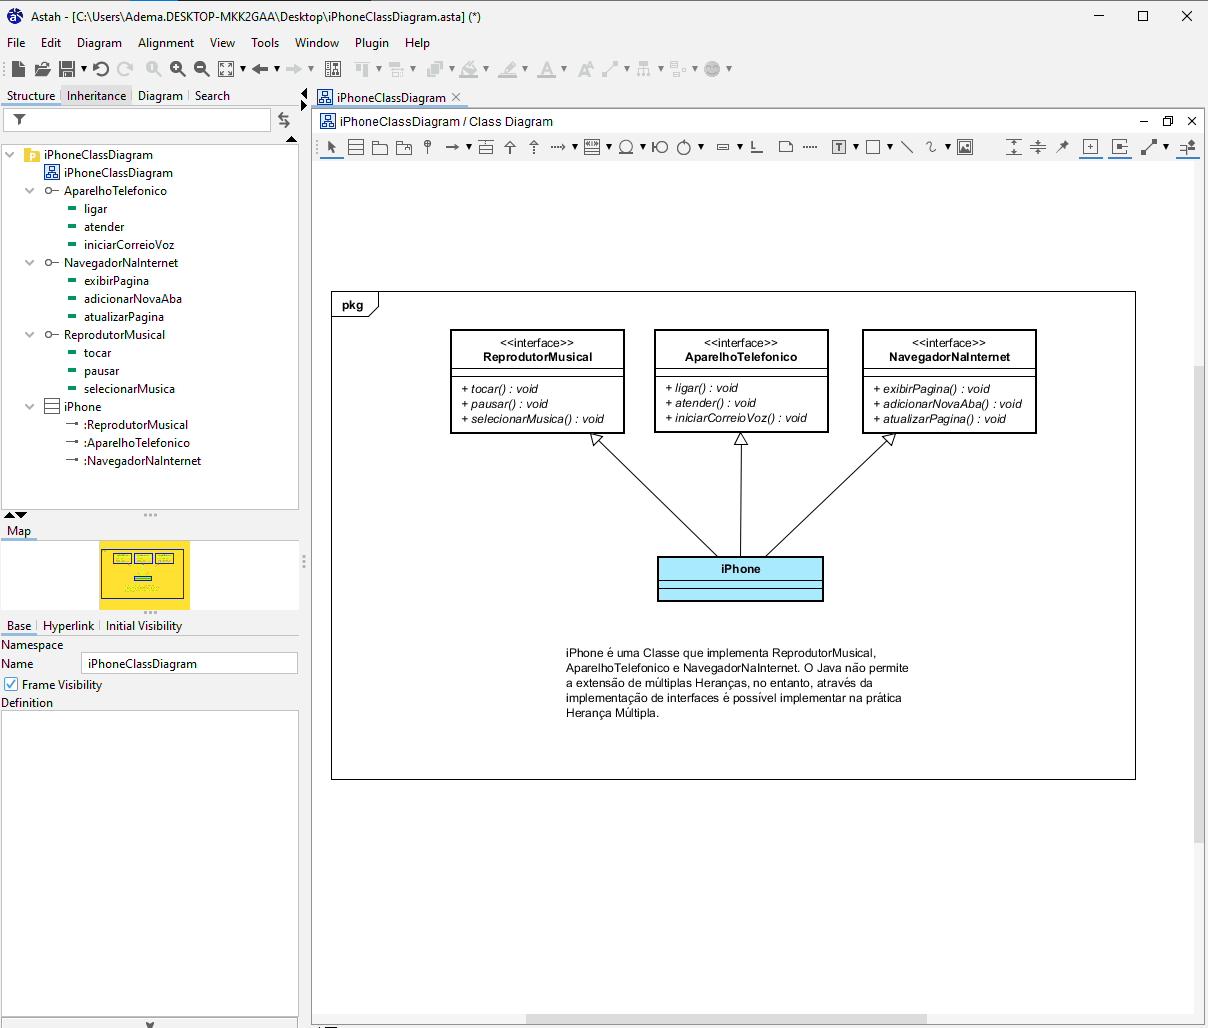 Astah - [C:\Users\Adema.DESKTOP-MKK2GAA\Desktop\iPhoneClassDiagram.asta] (*)
File Edit Diagram Alignment View Tools Window Plugin Help
Structure Inheritance Diagram Search
iPhoneClassDiagram
iPhoneClassDiagram
AparelhoTelefonico
ligar
atender
iniciarCorreioVoz
NavegadorNaInternet
exibirPagina
adicionarNovaAba
atualizarPagina
ReprodutorMusical
tocar
pausar
selecionarMusica
iPhone
:ReprodutorMusical
:AparelhoTelefonico
:NavegadorNaInternet
Map
Base Hyperlink Initial Visibility
Namespace
Name iPhoneClassDiagram
Frame Visibility
Definition
iPhoneClassDiagram
iPhoneClassDiagram / Class Diagram
pkg
<<interface>>
ReprodutorMusical
+ tocar() : void
+ pausar() : void
+ selecionarMusica() : void
<<interface>>
AparelhoTelefonico
+ ligar() : void
+ atender() : void
+ iniciarCorreioVoz() : void
<<interface>>
NavegadorNaInternet
+ exibirPagina() : void
+ adicionarNovaAba() : void
+ atualizarPagina() : void
iPhone
iPhone é uma Classe que implementa ReprodutorMusical,
AparelhoTelefonico e NavegadorNaInternet. O Java não permite
a extensão de múltiplas Heranças, no entanto, através da
implementação de interfaces é possível implementar na prática
Herança Múltipla.